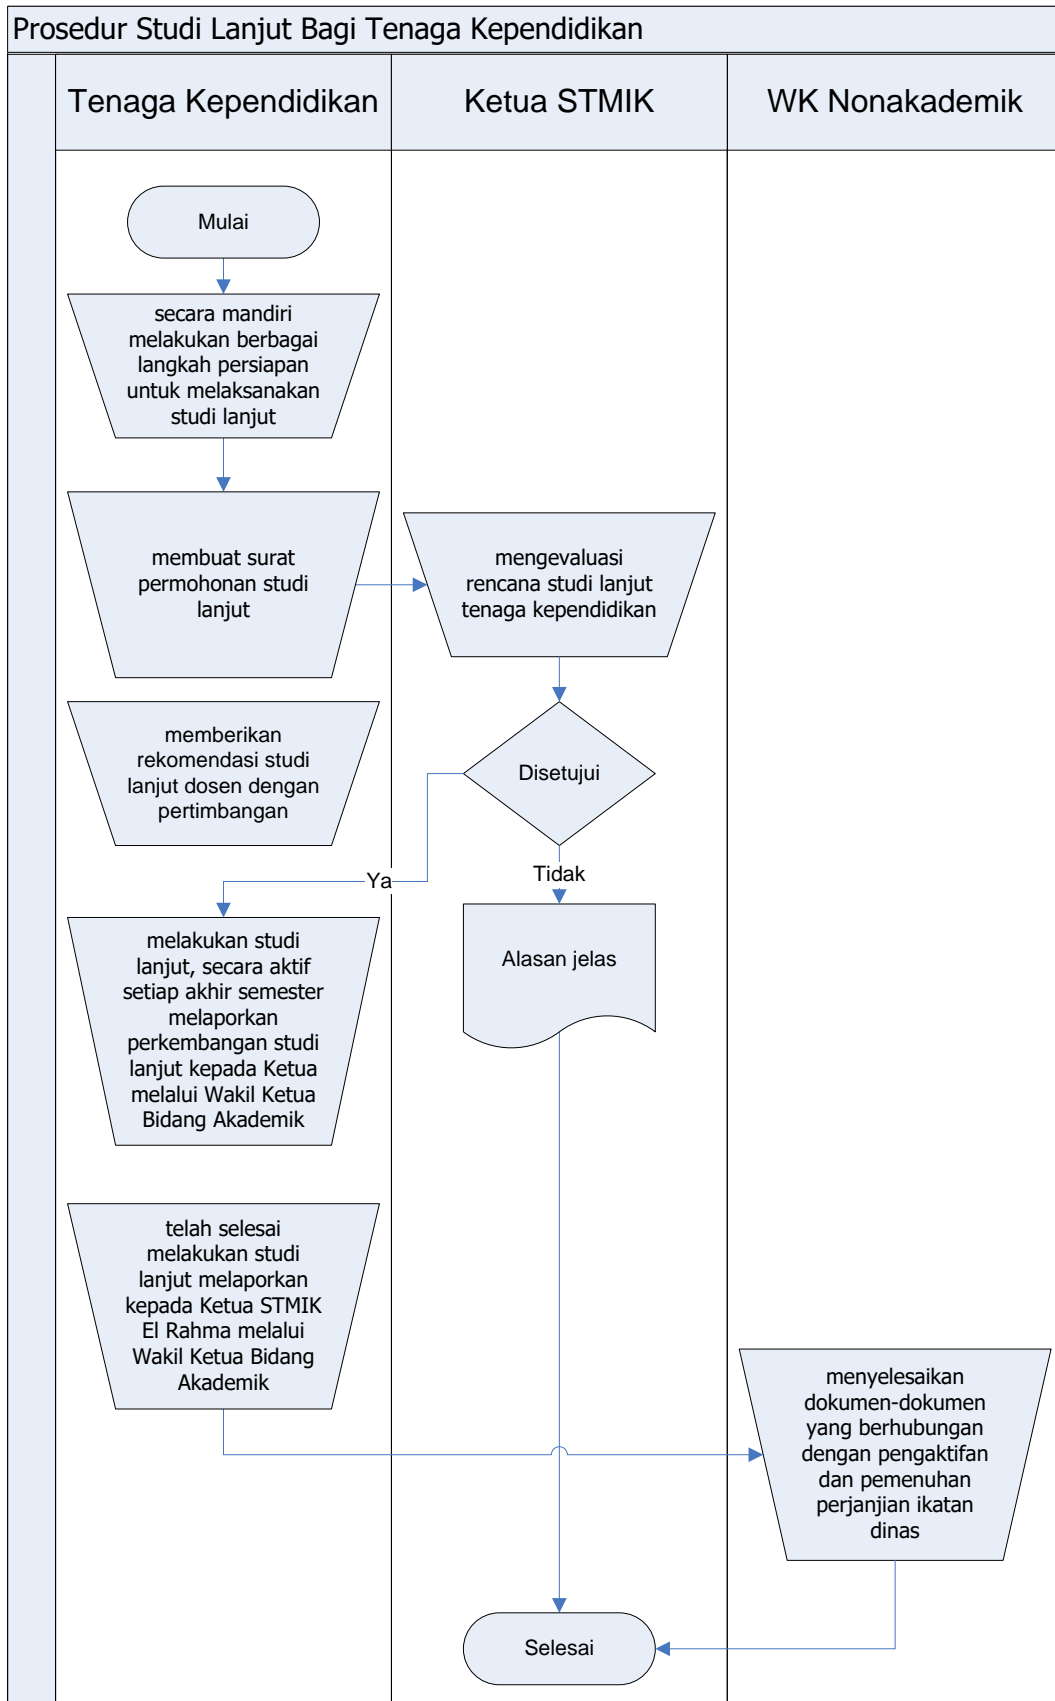 Prosedur Studi Lanjut Bagi Tenaga Kependidikan
Tenaga Kependidikan
Ketua STMIK
WK Nonakademik
Mulai
secara mandiri
melakukan berbagai
langkah persiapan
untuk melaksanakan
studi lanjut
membuat surat
permohonan studi
lanjut
mengevaluasi
rencana studi lanjut
tenaga kependidikan
memberikan
rekomendasi studi
lanjut dosen dengan
pertimbangan
Disetujui
Ya
Tidak
melakukan studi
lanjut, secara aktif
setiap akhir semester
melaporkan
perkembangan studi
lanjut kepada Ketua
melalui Wakil Ketua
Bidang Akademik
Alasan jelas
telah selesai
melakukan studi
lanjut melaporkan
kepada Ketua STMIK
El Rahma melalui
Wakil Ketua Bidang
Akademik
menyelesaikan
dokumen-dokumen
yang berhubungan
dengan pengaktifan
dan pemenuhan
perjanjian ikatan
dinas
Selesai